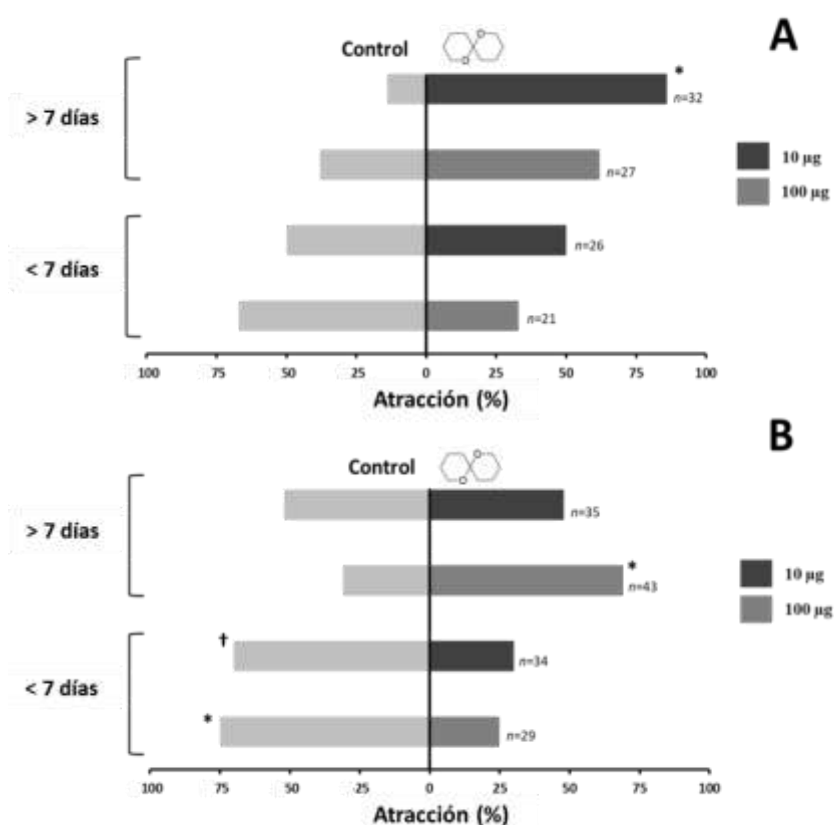 A
Control
> 7 días
*
n=32
n=27
10 µg
100 µg
< 7 días
n=26
n=21
100 75 50 25 0 25 50 75 100
Atracción (%)
B
Control
> 7 días
n=35
*
n=43
10 µg
100 µg
< 7 días
†
n=34
*
n=29
100 75 50 25 0 25 50 75 100
Atracción (%)